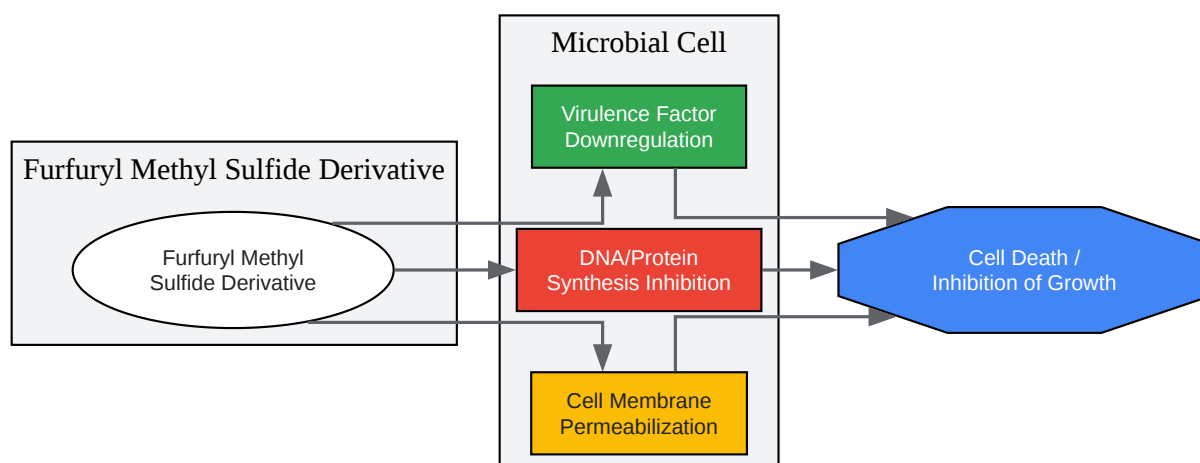 Furfuryl Methyl Sulfide Derivative
Furfuryl Methyl
Sulfide Derivative
Microbial Cell
Virulence Factor
Downregulation
DNA/Protein
Synthesis Inhibition
Cell Membrane
Permeabilization
Cell Death /
Inhibition of Growth